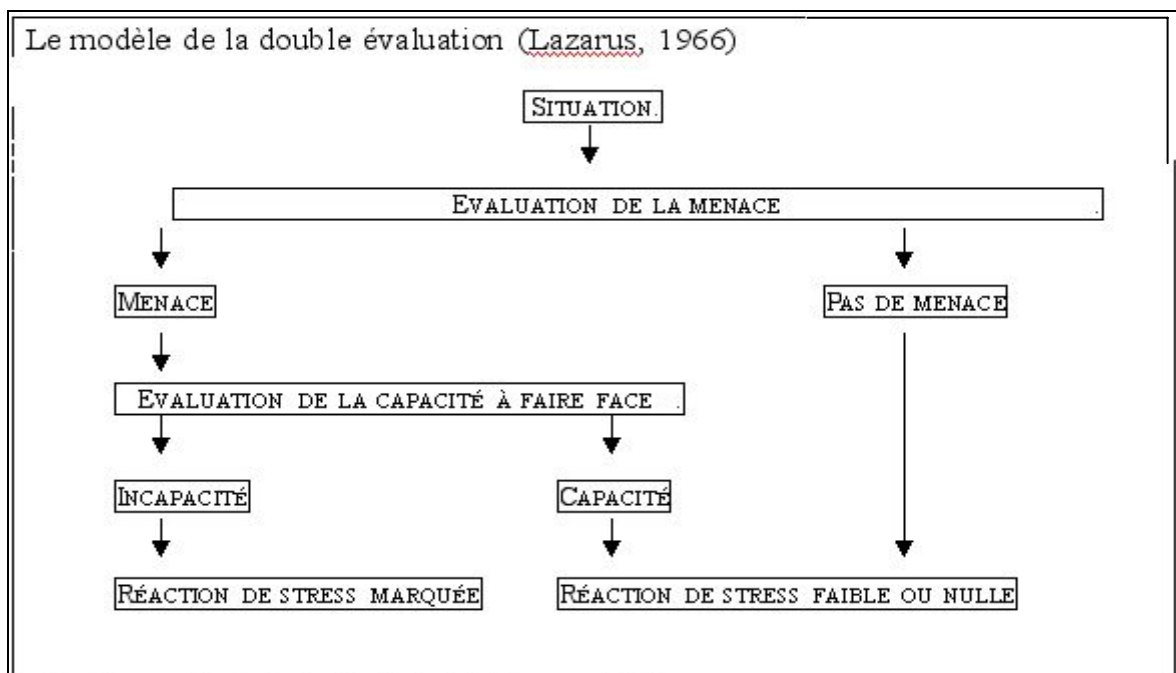 Le modèle de la double évaluation (Lazarus, 1966)
SITUATION.
EVALUATION DE LA MENACE .
MENACE
PAS DE MENACE
EVALUATION DE LA CAPACITÉ À FAIRE FACE .
INCAPACITÉ
CAPACITÉ
RÉACTION DE STRESS MARQUÉE
RÉACTION DE STRESS FAIBLE OU NULLE